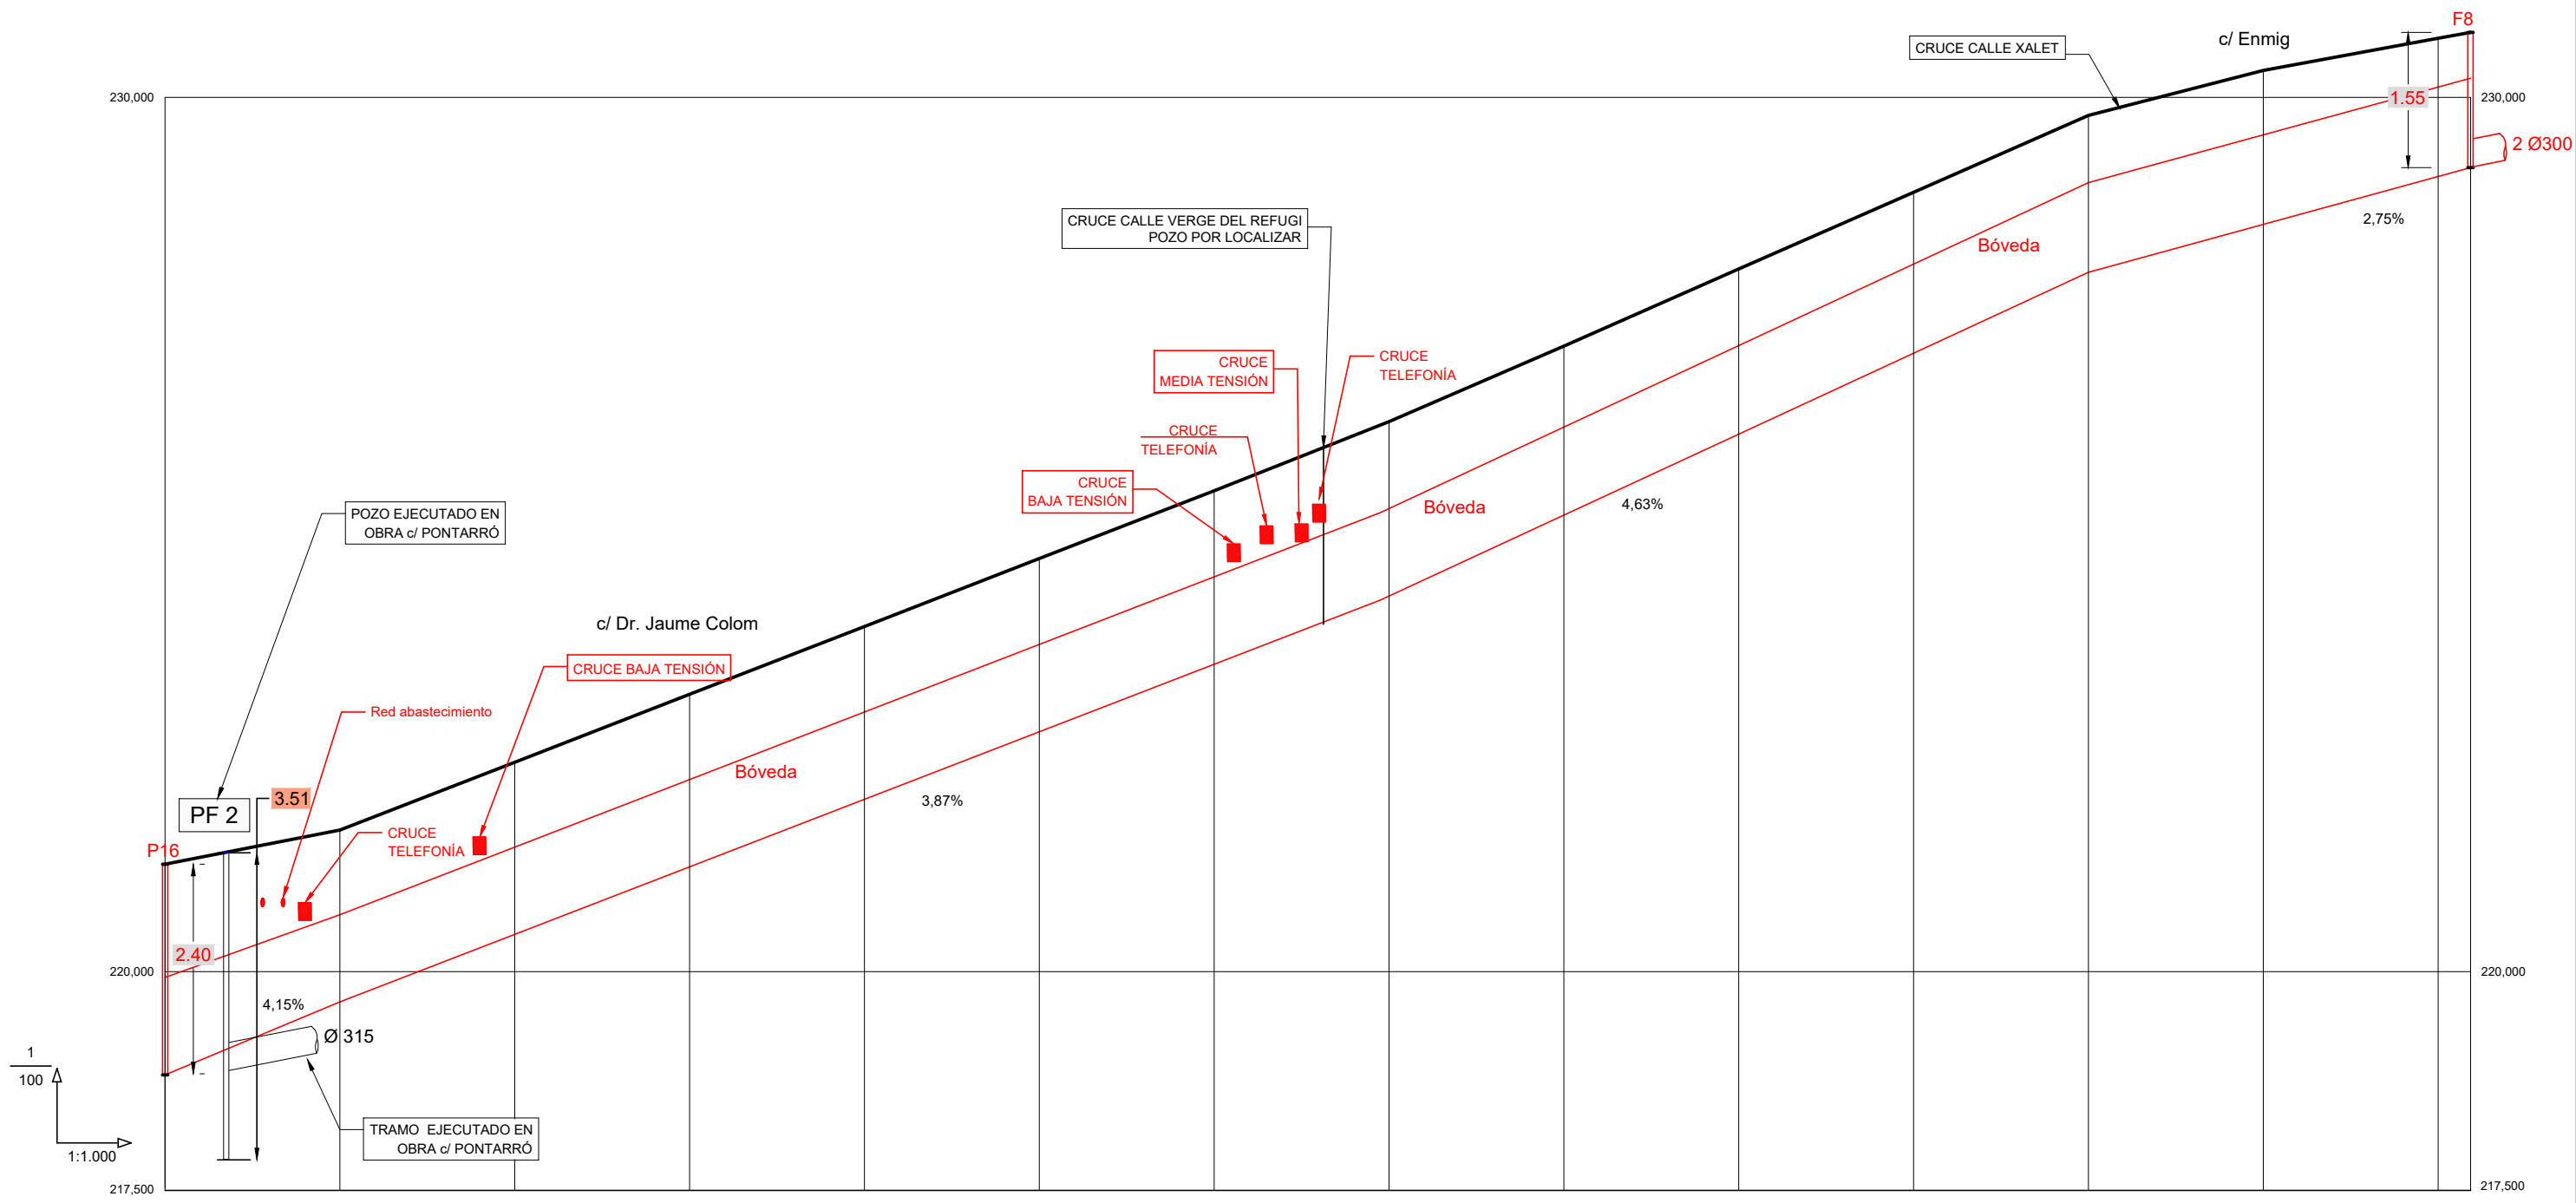 F8
c/ Enmig
CRUCE CALLE XALET
230,000
1.55
230,000
2 Ø300
2,75%
CRUCE CALLE VERGE DEL REFUGI
POZO POR LOCALIZAR
Bóveda
CRUCE
MEDIA TENSIÓN
CRUCE
TELEFONÍA
CRUCE
TELEFONÍA
CRUCE
BAJA TENSIÓN
Bóveda
4,63%
POZO EJECUTADO EN
OBRA c/ PONTARRÓ
c/ Dr. Jaume Colom
CRUCE BAJA TENSIÓN
Red abastecimiento
Bóveda
3.51
PF 2
3,87%
CRUCE
TELEFONÍA
P16
2.40
220,000
220,000
4,15%
Ø 315
1
100
1:1.000
TRAMO EJECUTADO EN
OBRA c/ PONTARRÓ
217,500
217,500